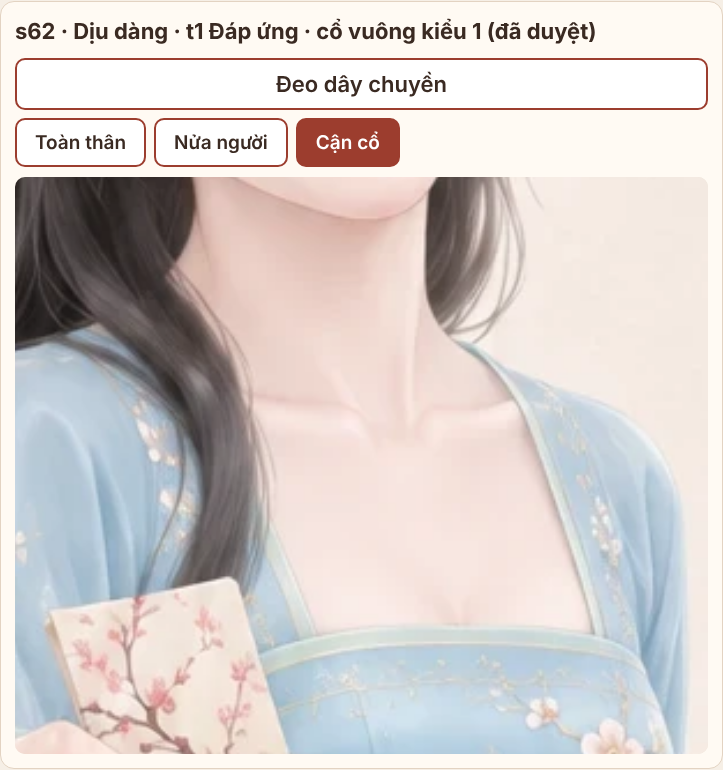 s62 · Dịu dàng · t1 Đáp ứng · cổ vuông kiểu 1 (đã duyệt)
Đeo dây chuyền
Toàn thân
Nửa người
Cận cổ